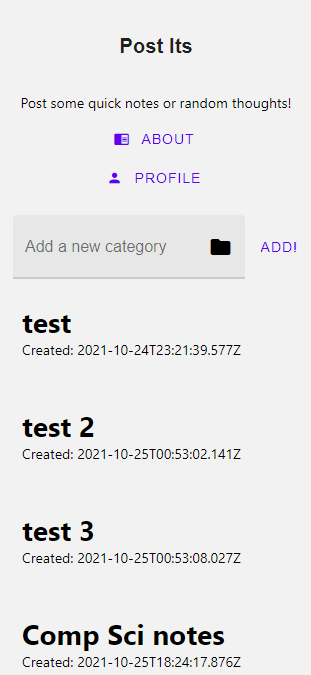 Post Its
Post some quick notes or random thoughts!
ABOUT
PROFILE
Add a new category
ADD!
test
Created: 2021-10-24T23:21:39.577Z
test 2
Created: 2021-10-25T00:53:02.141Z
test 3
Created: 2021-10-25T00:53:08.027Z
Comp Sci notes
Created: 2021-10-25T18:24:17.876Z